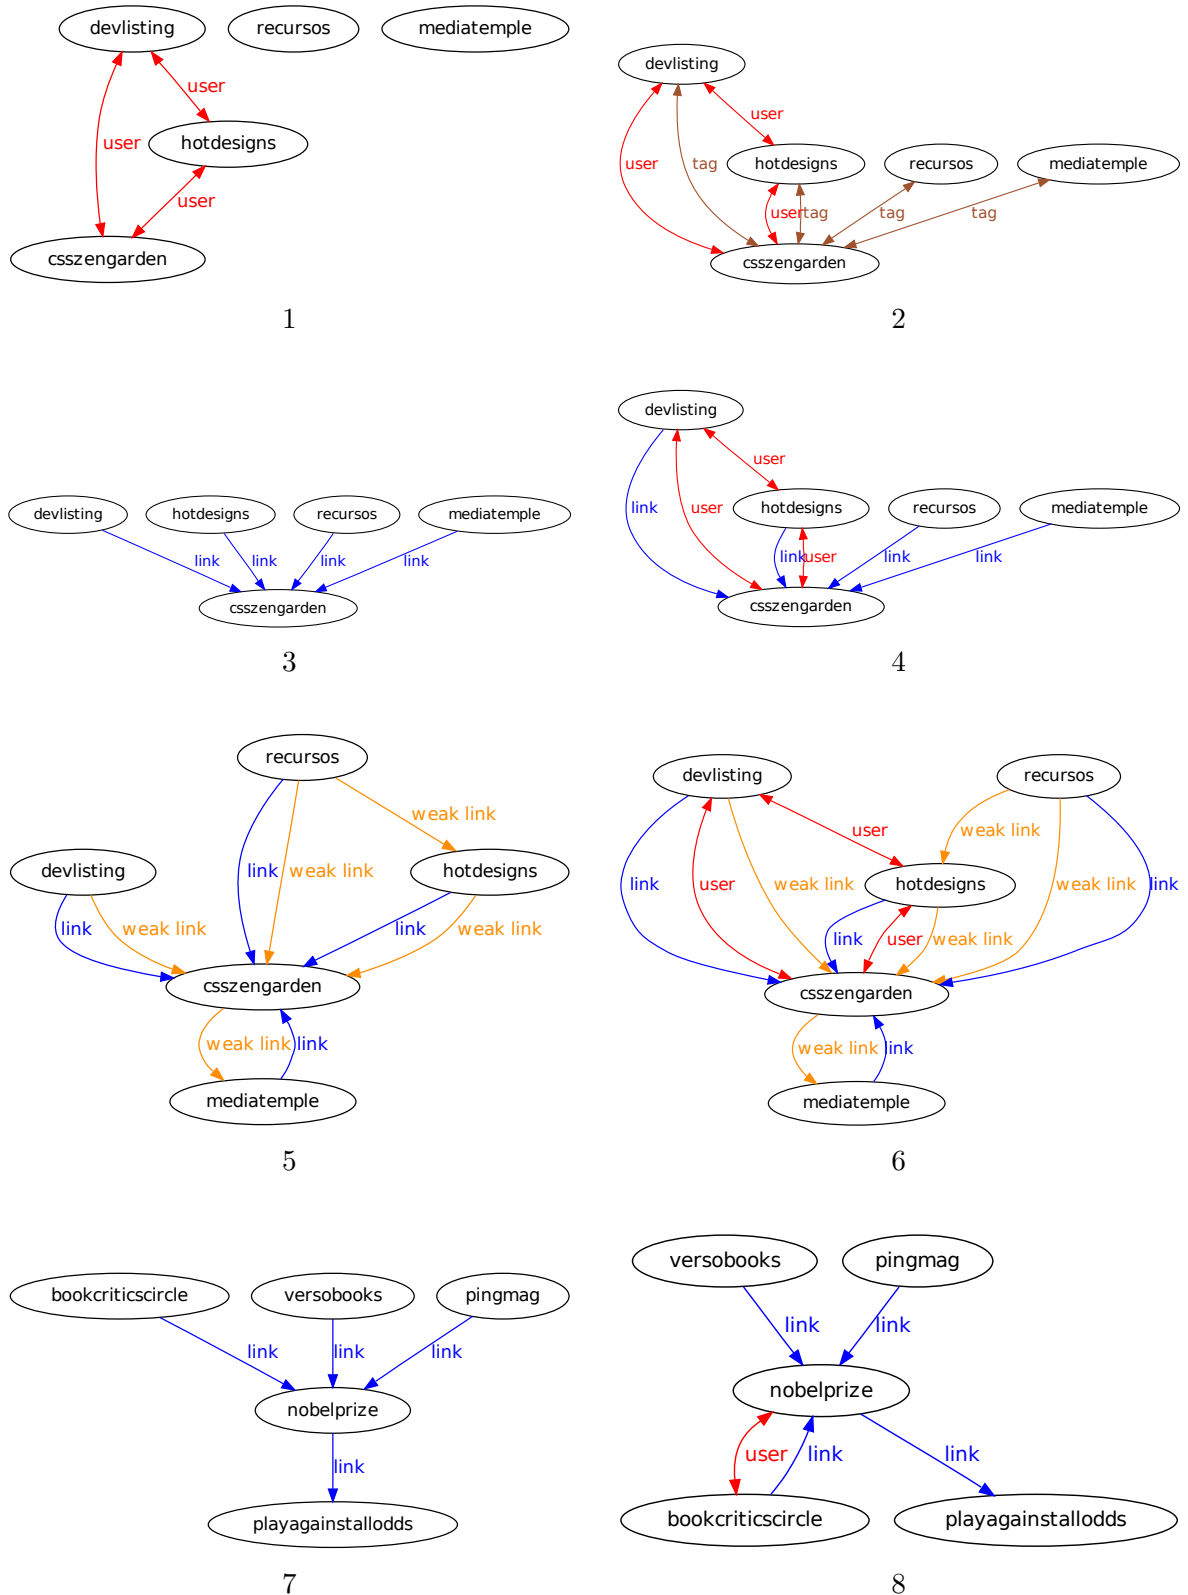 devlisting recursos mediatemple
user
user hotdesigns
user
csszengarden
1
devlisting
user
user tag hotdesigns recursos mediatemple
user tag tag tag
csszengarden
2
devlisting hotdesigns recursos mediatemple
link link link link
csszengarden
3
devlisting
user
link user hotdesigns recursos mediatemple
link user link link
csszengarden
4
recursos
weak link
devlisting link weak link hotdesigns
link weak link link weak link
csszengarden
weak link link
mediatemple
5
devlisting recursos
user weak link
link user weak link hotdesigns weak link link
link user weak link
csszengarden
weak link link
mediatemple
6
bookcriticscircle versobooks pingmag
link link link
nobelprize
link
playagainstallodds
7
versobooks pingmag
link link
nobelprize
user link link
bookcriticscircle playagainstallodds
8